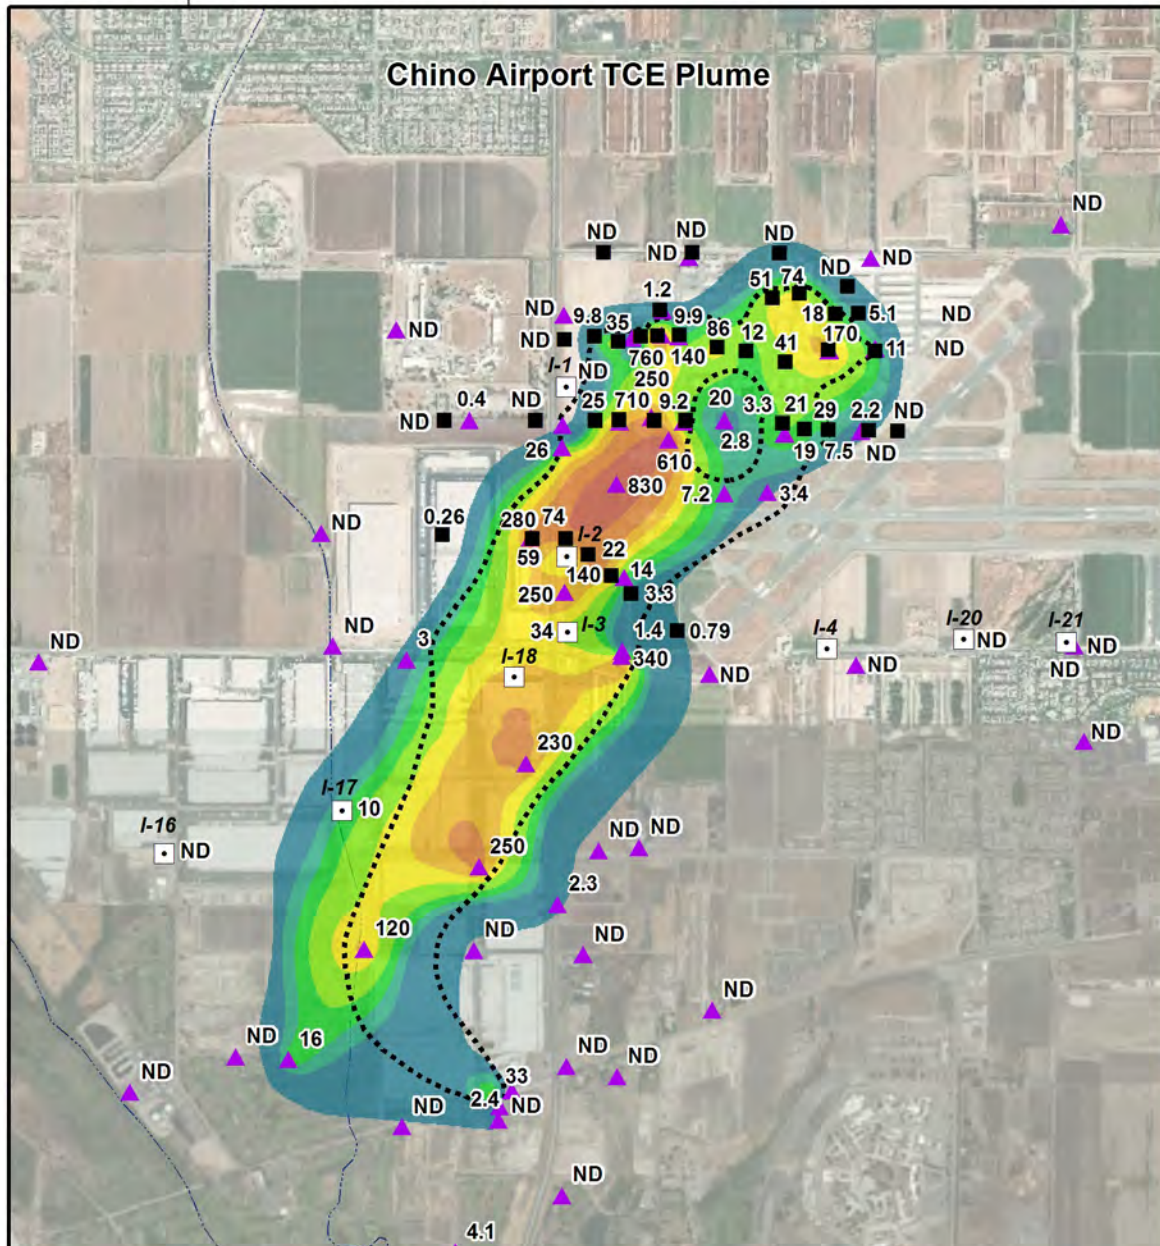 Chino Airport TCE Plume
ND
ND
ND
ND
ND
ND
ND
ND
51
74
1.2
18
5.1
ND
ND
ND
9.8
35
9.9
86
12
170
11
ND
ND
760
140
41
I-1
ND
250
0.4
ND
ND
25
710
9.2
20
3.3
21
29
2.2
ND
2.8
19
7.5
ND
26
610
830
7.2
3.4
ND
0.26
280
74
I-2
59
22
140
14
250
3.3
34
I-3
1.4
0.79
I-4
I-20
ND
I-21
ND
ND
ND
3
340
ND
ND
ND
I-18
ND
230
I-17
10
I-16
ND
250
ND
ND
2.3
120
ND
ND
ND
ND
16
ND
ND
ND
33
2.4
ND
ND
ND
4.1